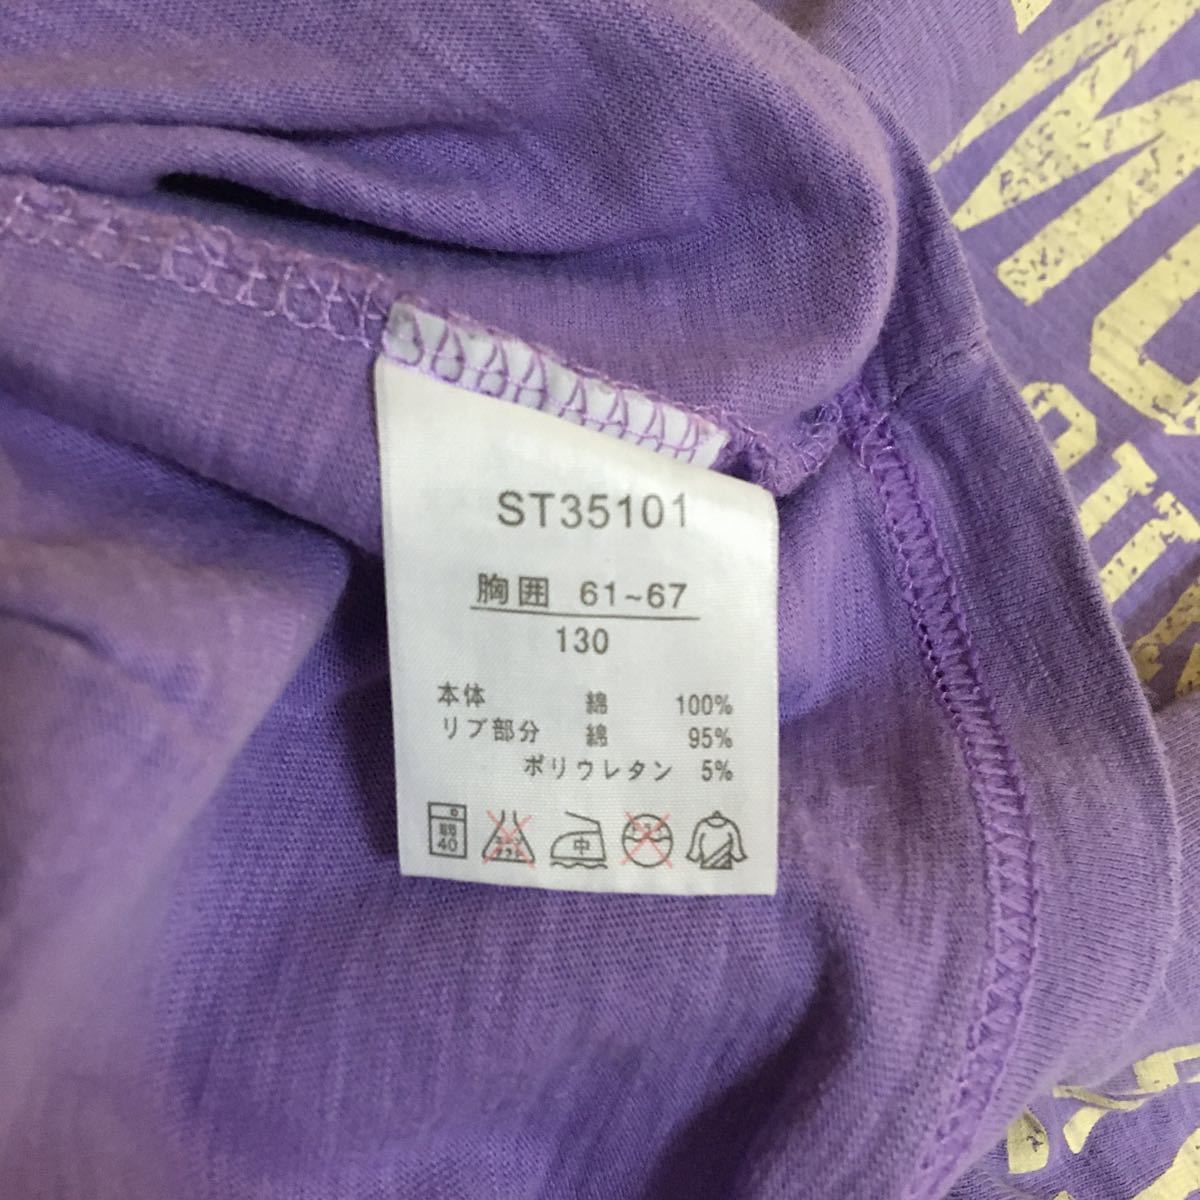 ST35101
胸囲 61~67
130
本体 綿 100%
リブ部分 綿 95%
ポリウレタン 5%
40
中